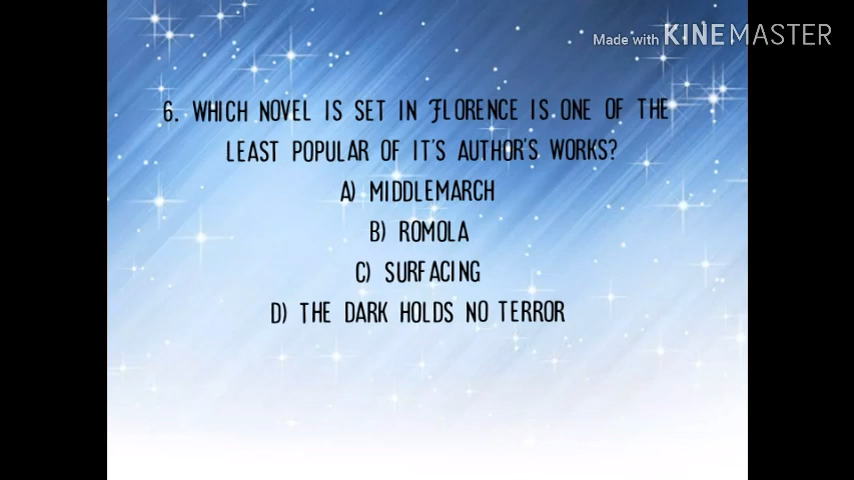 Made with KINEMASTER
6. WHICH NOVEL IS SET IN FLORENCE IS ONE OF THE
LEAST POPULAR OF IT'S AUTHOR'S WORKS?
A) MIDDLEMARCH
B) ROMOLA
C) SURFACING
D) THE DARK HOLDS NO TERROR